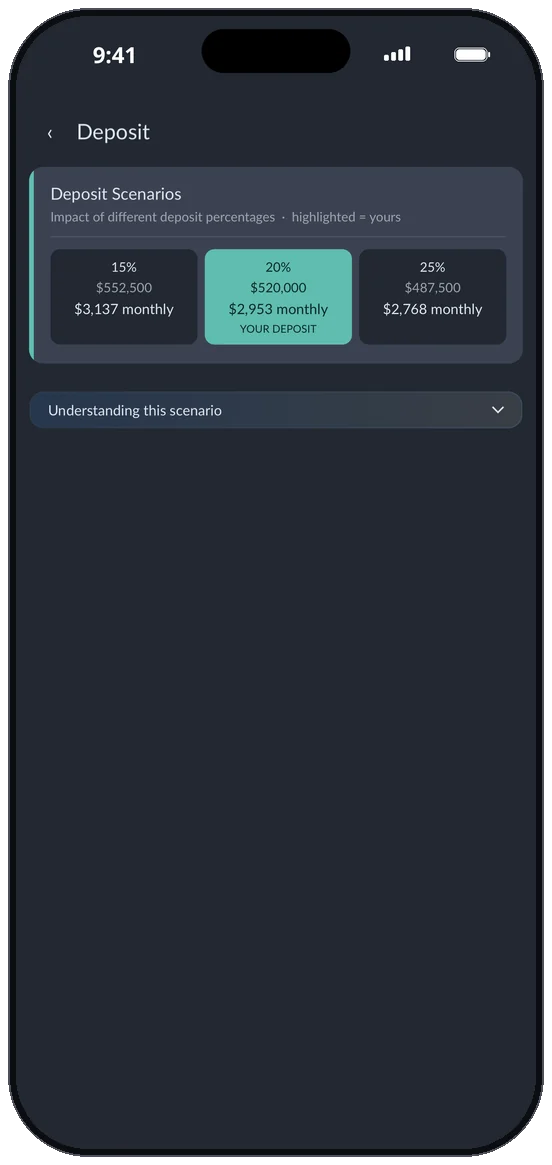 9:41
‹ Deposit
Deposit Scenarios
Impact of different deposit percentages · highlighted = yours
15%
$552,500
$3,137 monthly
20%
$520,000
$2,953 monthly
YOUR DEPOSIT
25%
$487,500
$2,768 monthly
Understanding this scenario